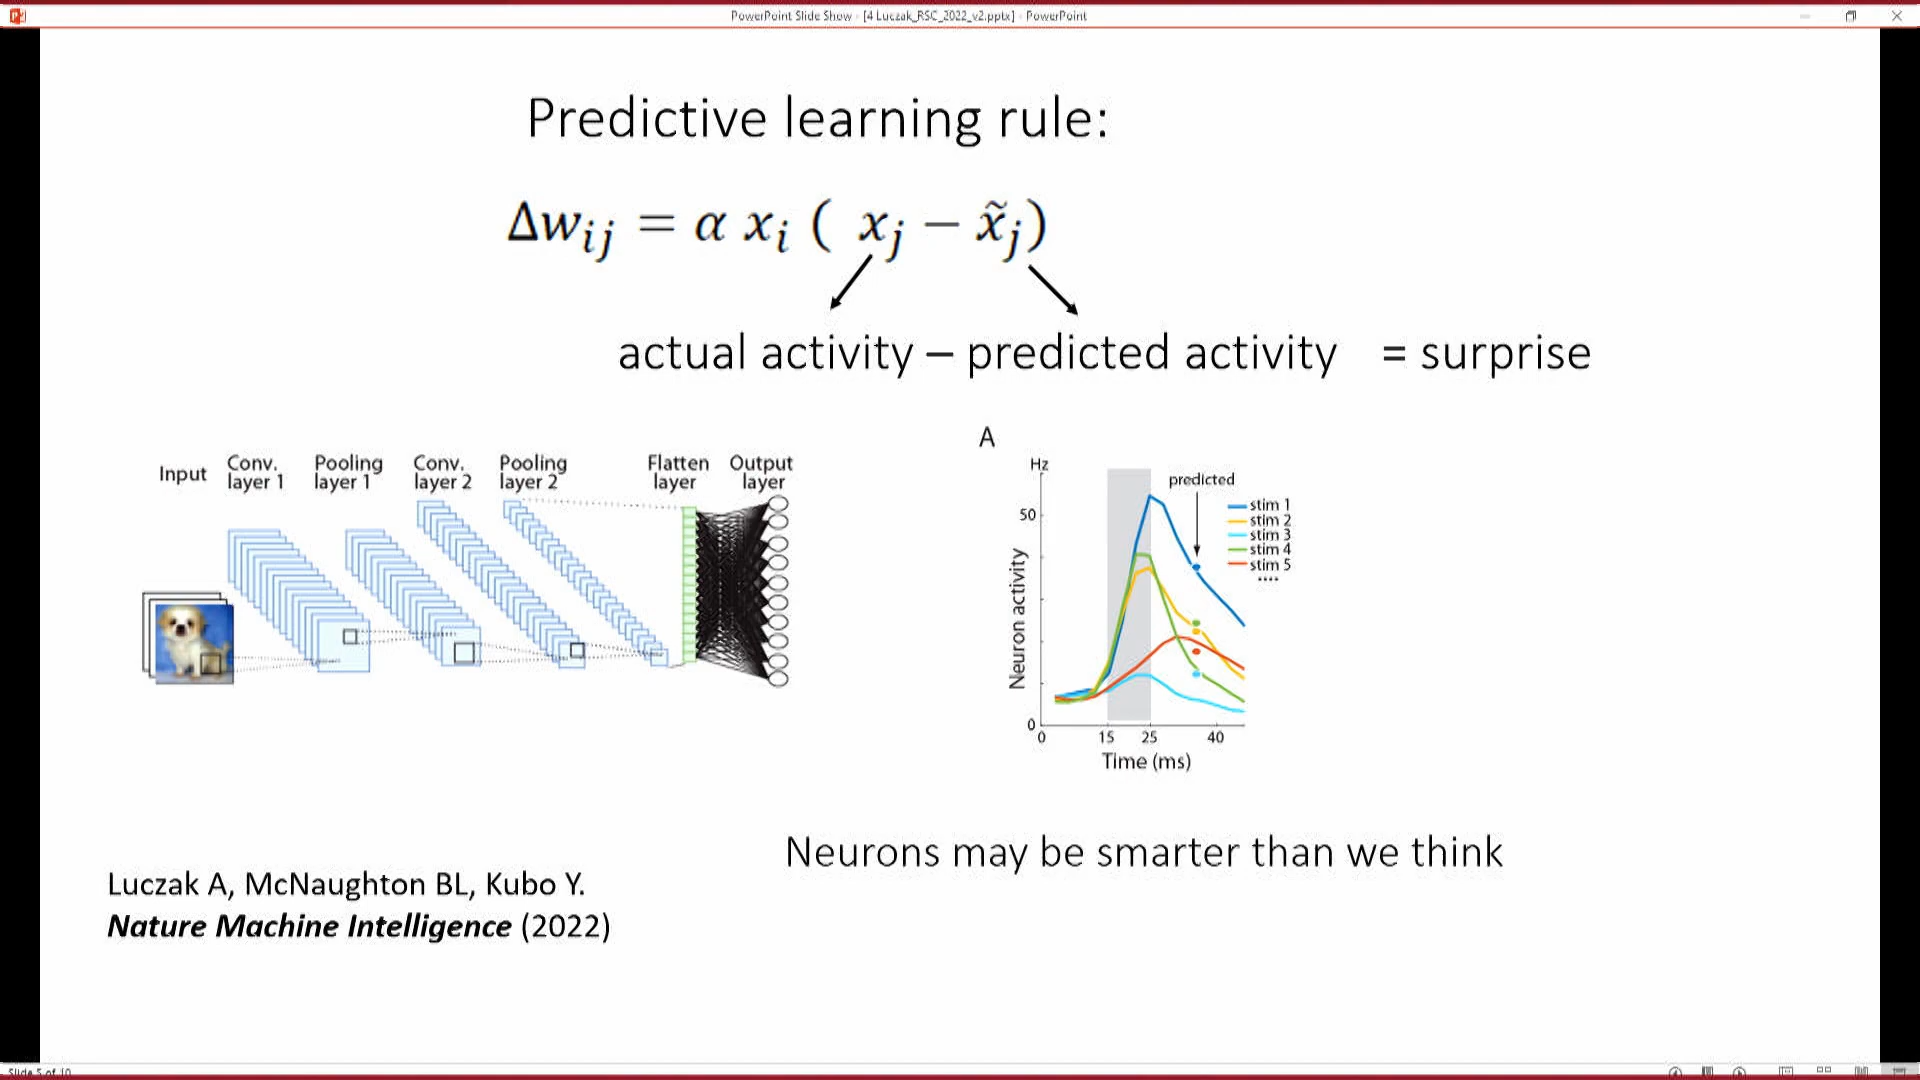 PowerPoint Slide Show - [4 Luczak_RSC_2022_v2.pptx] - PowerPoint
Predictive learning rule:
Δwᵢⱼ = α xᵢ ( xⱼ − x̃ⱼ)
actual activity – predicted activity = surprise
Input
Conv. layer 1
Pooling layer 1
Conv. layer 2
Pooling layer 2
Flatten layer
Output layer
A
Hz
50
0
Neuron activity
predicted
stim 1
stim 2
stim 3
stim 4
stim 5
....
0 15 25 40
Time (ms)
Neurons may be smarter than we think
Luczak A, McNaughton BL, Kubo Y.
Nature Machine Intelligence (2022)
Slide 5 of 10